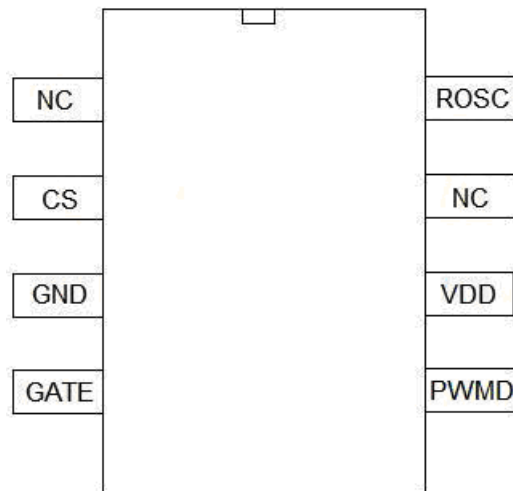 NC
CS
GND
GATE
ROSC
NC
VDD
PWMD